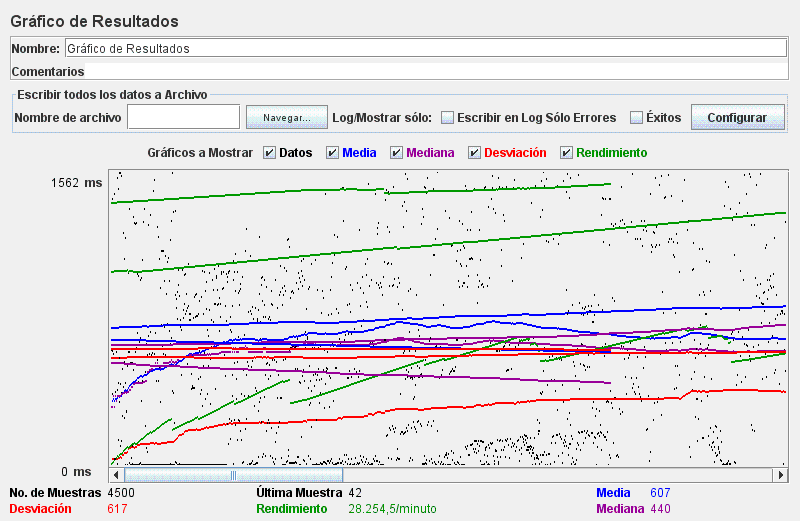 Gráfico de Resultados
Nombre: Gráfico de Resultados
Comentarios
Escribir todos los datos a Archivo
Nombre de archivo Navegar... Log/Mostrar sólo: Escribir en Log Sólo Errores Éxitos Configurar
Gráficos a Mostrar Datos Media Mediana Desviación Rendimiento
1562 ms
0 ms
No. de Muestras 4500 Última Muestra 42 Media 607
Desviación 617 Rendimiento 28.254,5/minuto Mediana 440